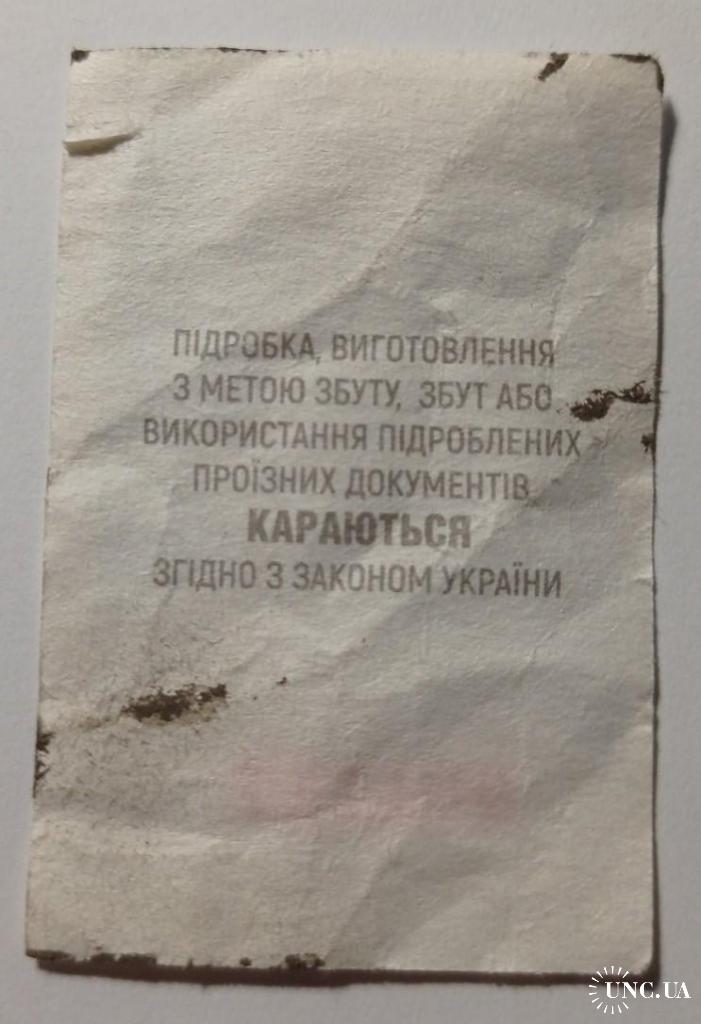 ПІДРОБКА, ВИГОТОВЛЕННЯ
З МЕТОЮ ЗБУТУ, ЗБУТ АБО
ВИКОРИСТАННЯ ПІДРОБЛЕНИХ
ПРОЇЗНИХ ДОКУМЕНТІВ
КАРАЮТЬСЯ
ЗГІДНО З ЗАКОНОМ УКРАЇНИ
UNC.UA